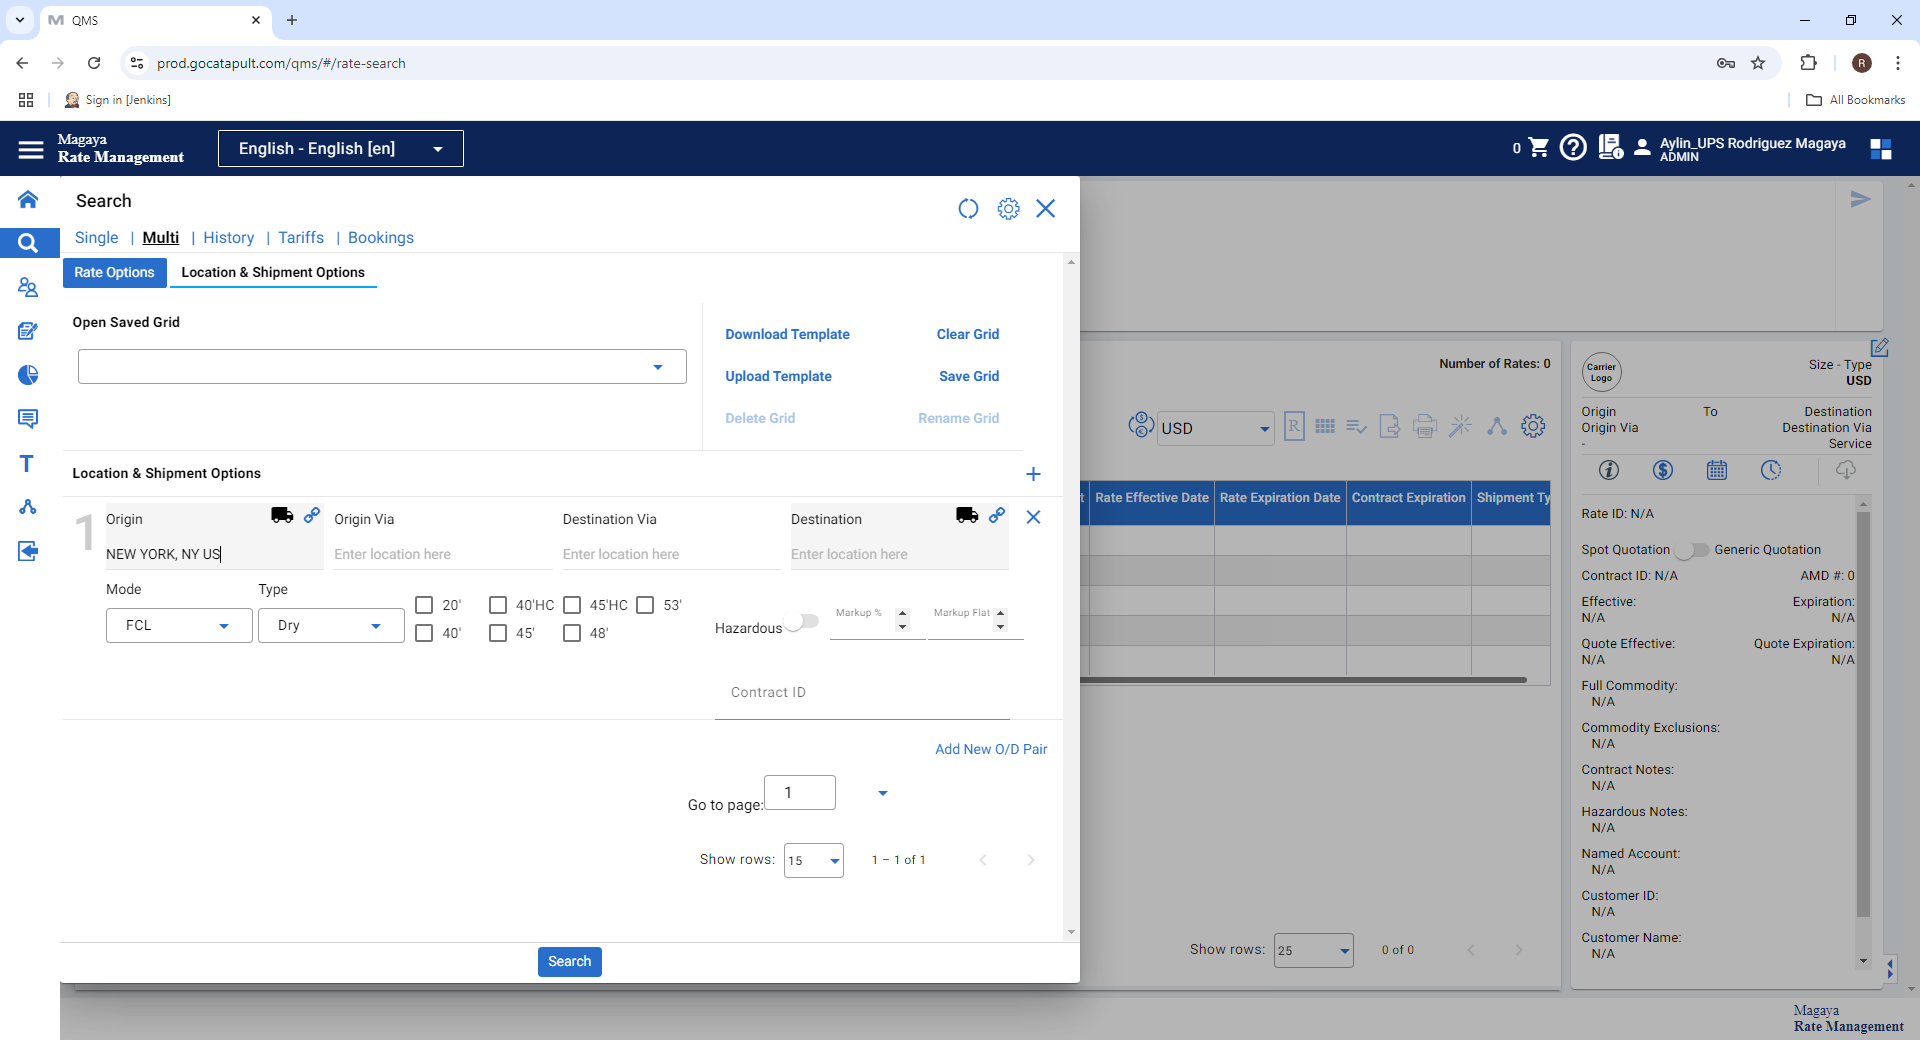 QMS
prod.gocatapult.com/qms/#/rate-search
R
Sign in [Jenkins]
All Bookmarks
Magaya
Rate Management
English - English [en]
0
Aylin_UPS Rodriguez Magaya
ADMIN
Search
Single | Multi | History | Tariffs | Bookings
Rate Options
Location & Shipment Options
Open Saved Grid
Download Template
Clear Grid
Upload Template
Save Grid
Delete Grid
Rename Grid
Location & Shipment Options
1
Origin
Origin Via
Destination Via
Destination
NEW YORK, NY US
Enter location here
Enter location here
Enter location here
Mode
Type
FCL
Dry
20'
40'HC
45'HC
53'
40'
45'
48'
Hazardous
Markup %
Markup Flat
Contract ID
Add New O/D Pair
Go to page:
1
Show rows:
15
1 – 1 of 1
Search
Number of Rates: 0
USD
R
t
Rate Effective Date
Rate Expiration Date
Contract Expiration
Shipment Ty
Show rows:
25
0 of 0
Carrier
Logo
Size - Type
USD
Origin
To
Destination
Origin Via
Destination Via
-
Service
Rate ID: N/A
Spot Quotation
Generic Quotation
Contract ID: N/A
AMD #: 0
Effective:
Expiration:
N/A
N/A
Quote Effective:
Quote Expiration:
N/A
N/A
Full Commodity:
N/A
Commodity Exclusions:
N/A
Contract Notes:
N/A
Hazardous Notes:
N/A
Named Account:
N/A
Customer ID:
N/A
Customer Name:
N/A
Magaya
Rate Management